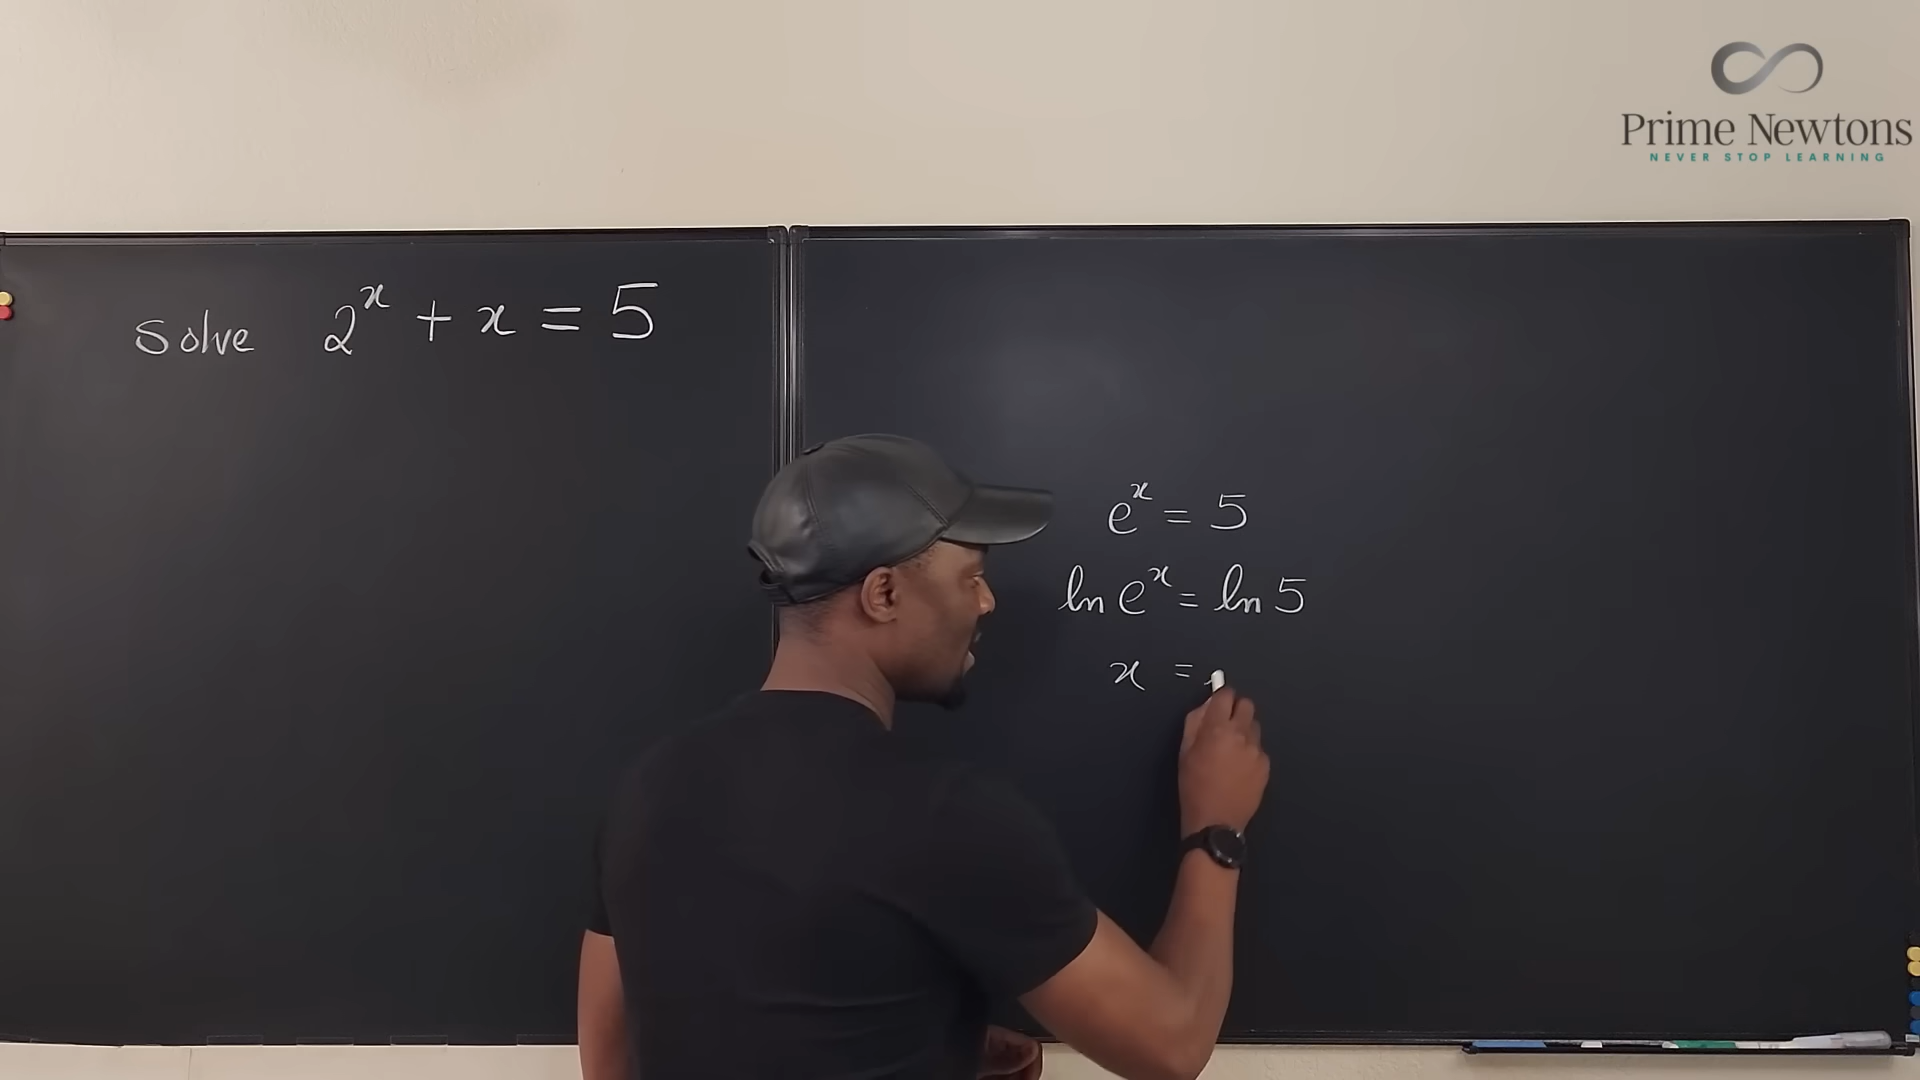 Prime Newtons
NEVER STOP LEARNING
Solve 2^x + x = 5
e^x = 5
ln e^x = ln 5
x =